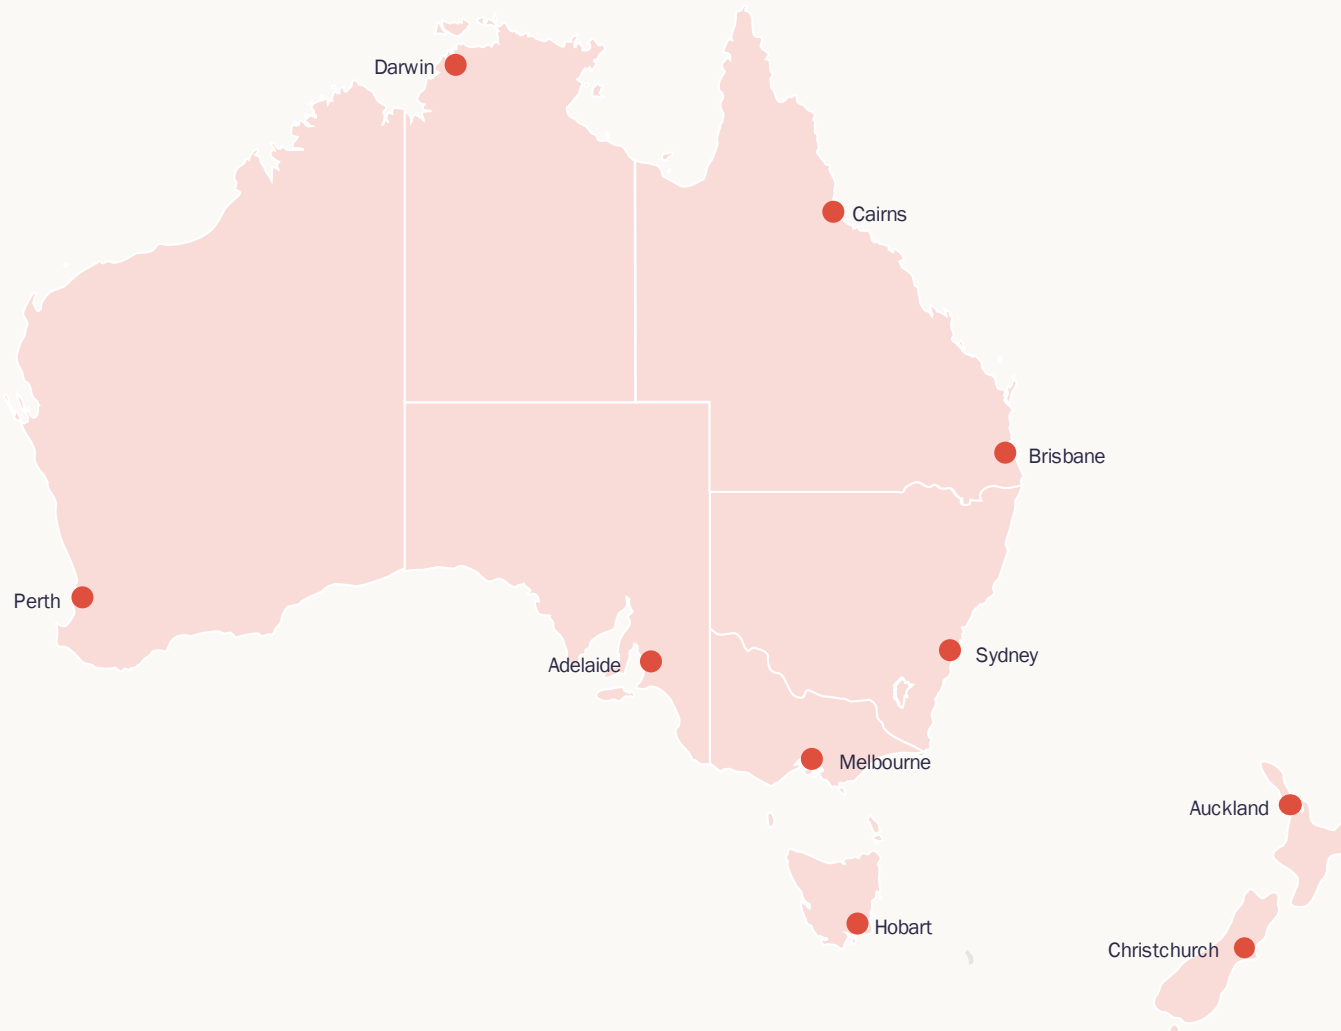 Darwin
Cairns
Brisbane
Perth
Sydney
Adelaide
Melbourne
Auckland
Hobart
Christchurch